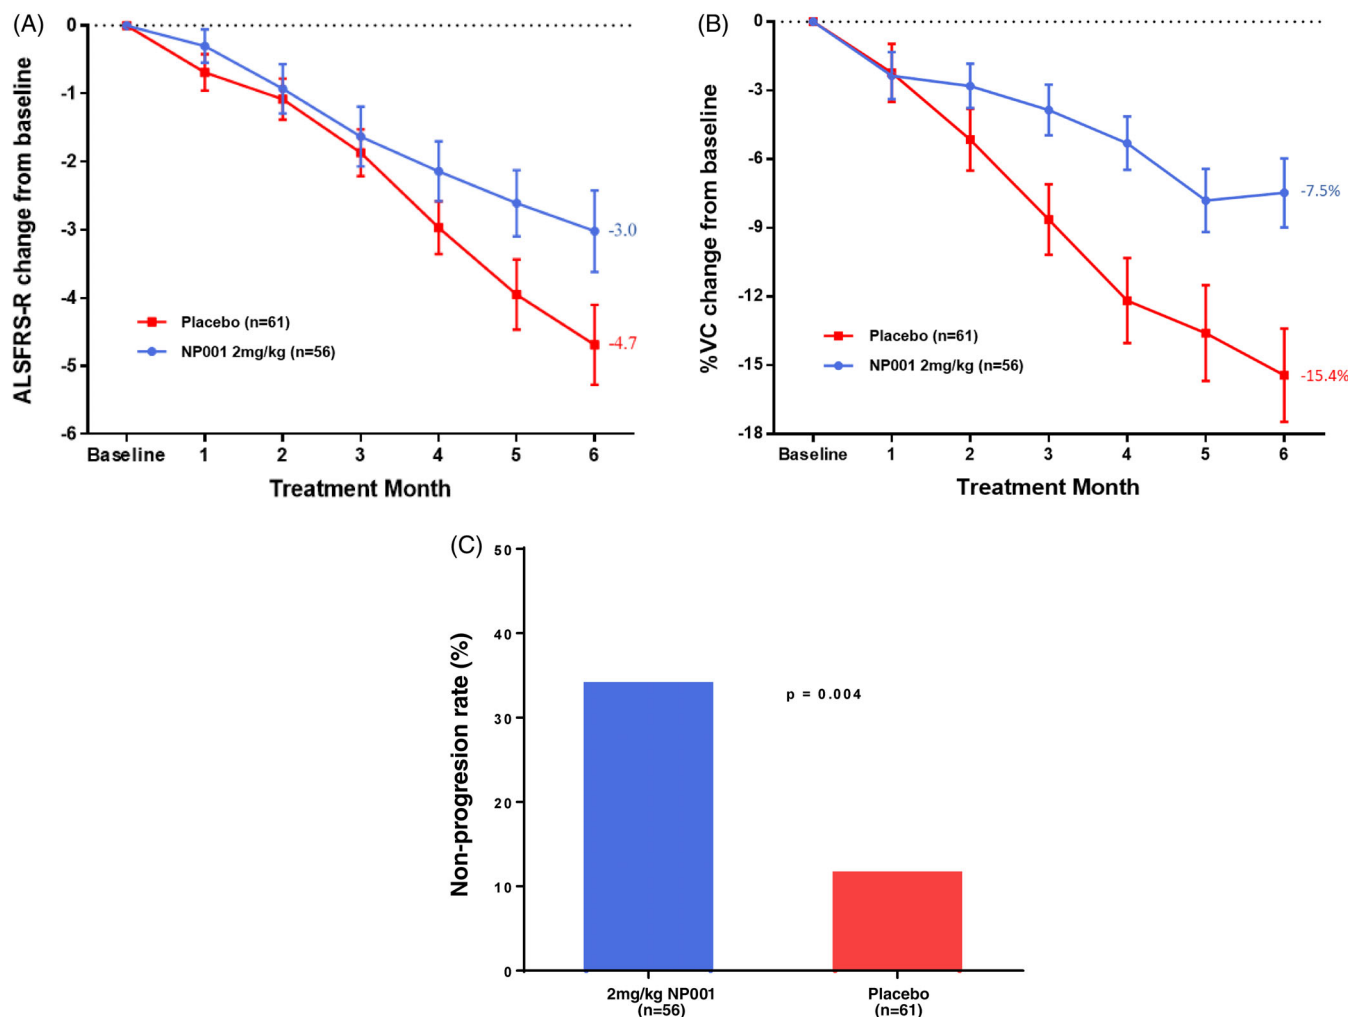 (A)
ALSFRS-R change from baseline
0
-1
-2
-3
-4
-5
-6
Placebo (n=61)
NP001 2mg/kg (n=56)
-3.0
-4.7
Baseline 1 2 3 4 5 6
Treatment Month
(B)
%VC change from baseline
0
-3
-6
-9
-12
-15
-18
Placebo (n=61)
NP001 2mg/kg (n=56)
-7.5%
-15.4%
Baseline 1 2 3 4 5 6
Treatment Month
(C)
Non-progresion rate (%)
50
40
30
20
10
0
p = 0.004
2mg/kg NP001
(n=56)
Placebo
(n=61)